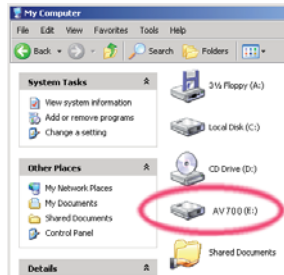 My Computer
File Edit View Favorites Tools Help
Back Search Folders
System Tasks
View system information
Add or remove programs
Change a setting
Other Places
My Network Places
My Documents
Shared Documents
Control Panel
Details
3½ Floppy (A:)
Local Disk (C:)
CD Drive (D:)
AV700 (E:)
Shared Documents